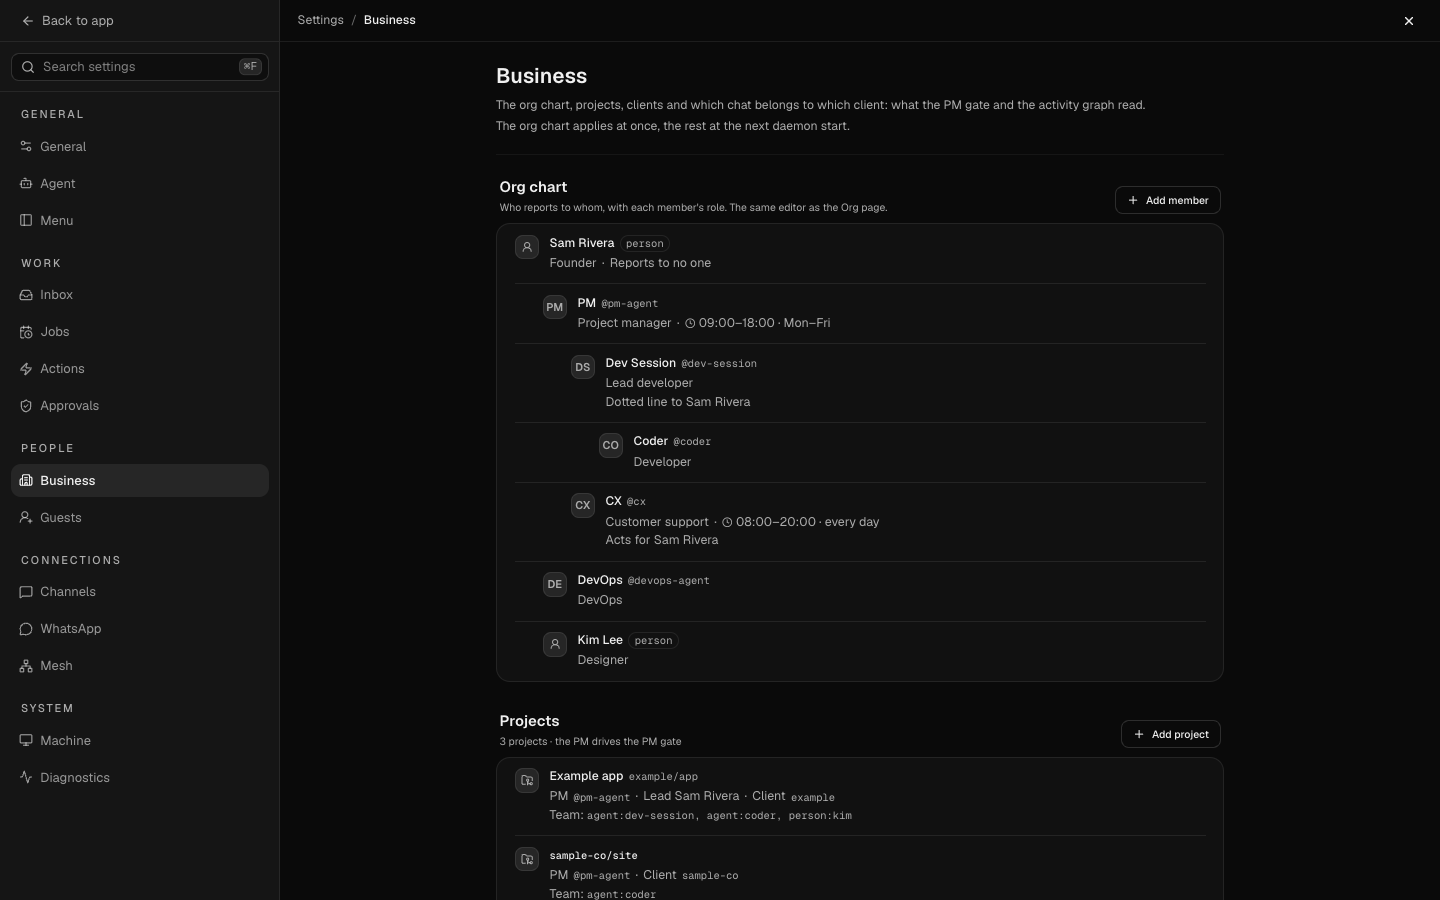 Back to app
Settings / Business
Search settings ⌘F
GENERAL
General
Agent
Menu
WORK
Inbox
Jobs
Actions
Approvals
PEOPLE
Business
Guests
CONNECTIONS
Channels
WhatsApp
Mesh
SYSTEM
Machine
Diagnostics
Business
The org chart, projects, clients and which chat belongs to which client: what the PM gate and the activity graph read.
The org chart applies at once, the rest at the next daemon start.
Org chart
Who reports to whom, with each member's role. The same editor as the Org page.
Add member
Sam Rivera person
Founder · Reports to no one
PM PM @pm-agent
Project manager · 09:00–18:00 · Mon–Fri
DS Dev Session @dev-session
Lead developer
Dotted line to Sam Rivera
CO Coder @coder
Developer
CX CX @cx
Customer support · 08:00–20:00 · every day
Acts for Sam Rivera
DE DevOps @devops-agent
DevOps
Kim Lee person
Designer
Projects
3 projects · the PM drives the PM gate
Add project
Example app example/app
PM @pm-agent · Lead Sam Rivera · Client example
Team: agent:dev-session, agent:coder, person:kim
sample-co/site
PM @pm-agent · Client sample-co
Team: agent:coder